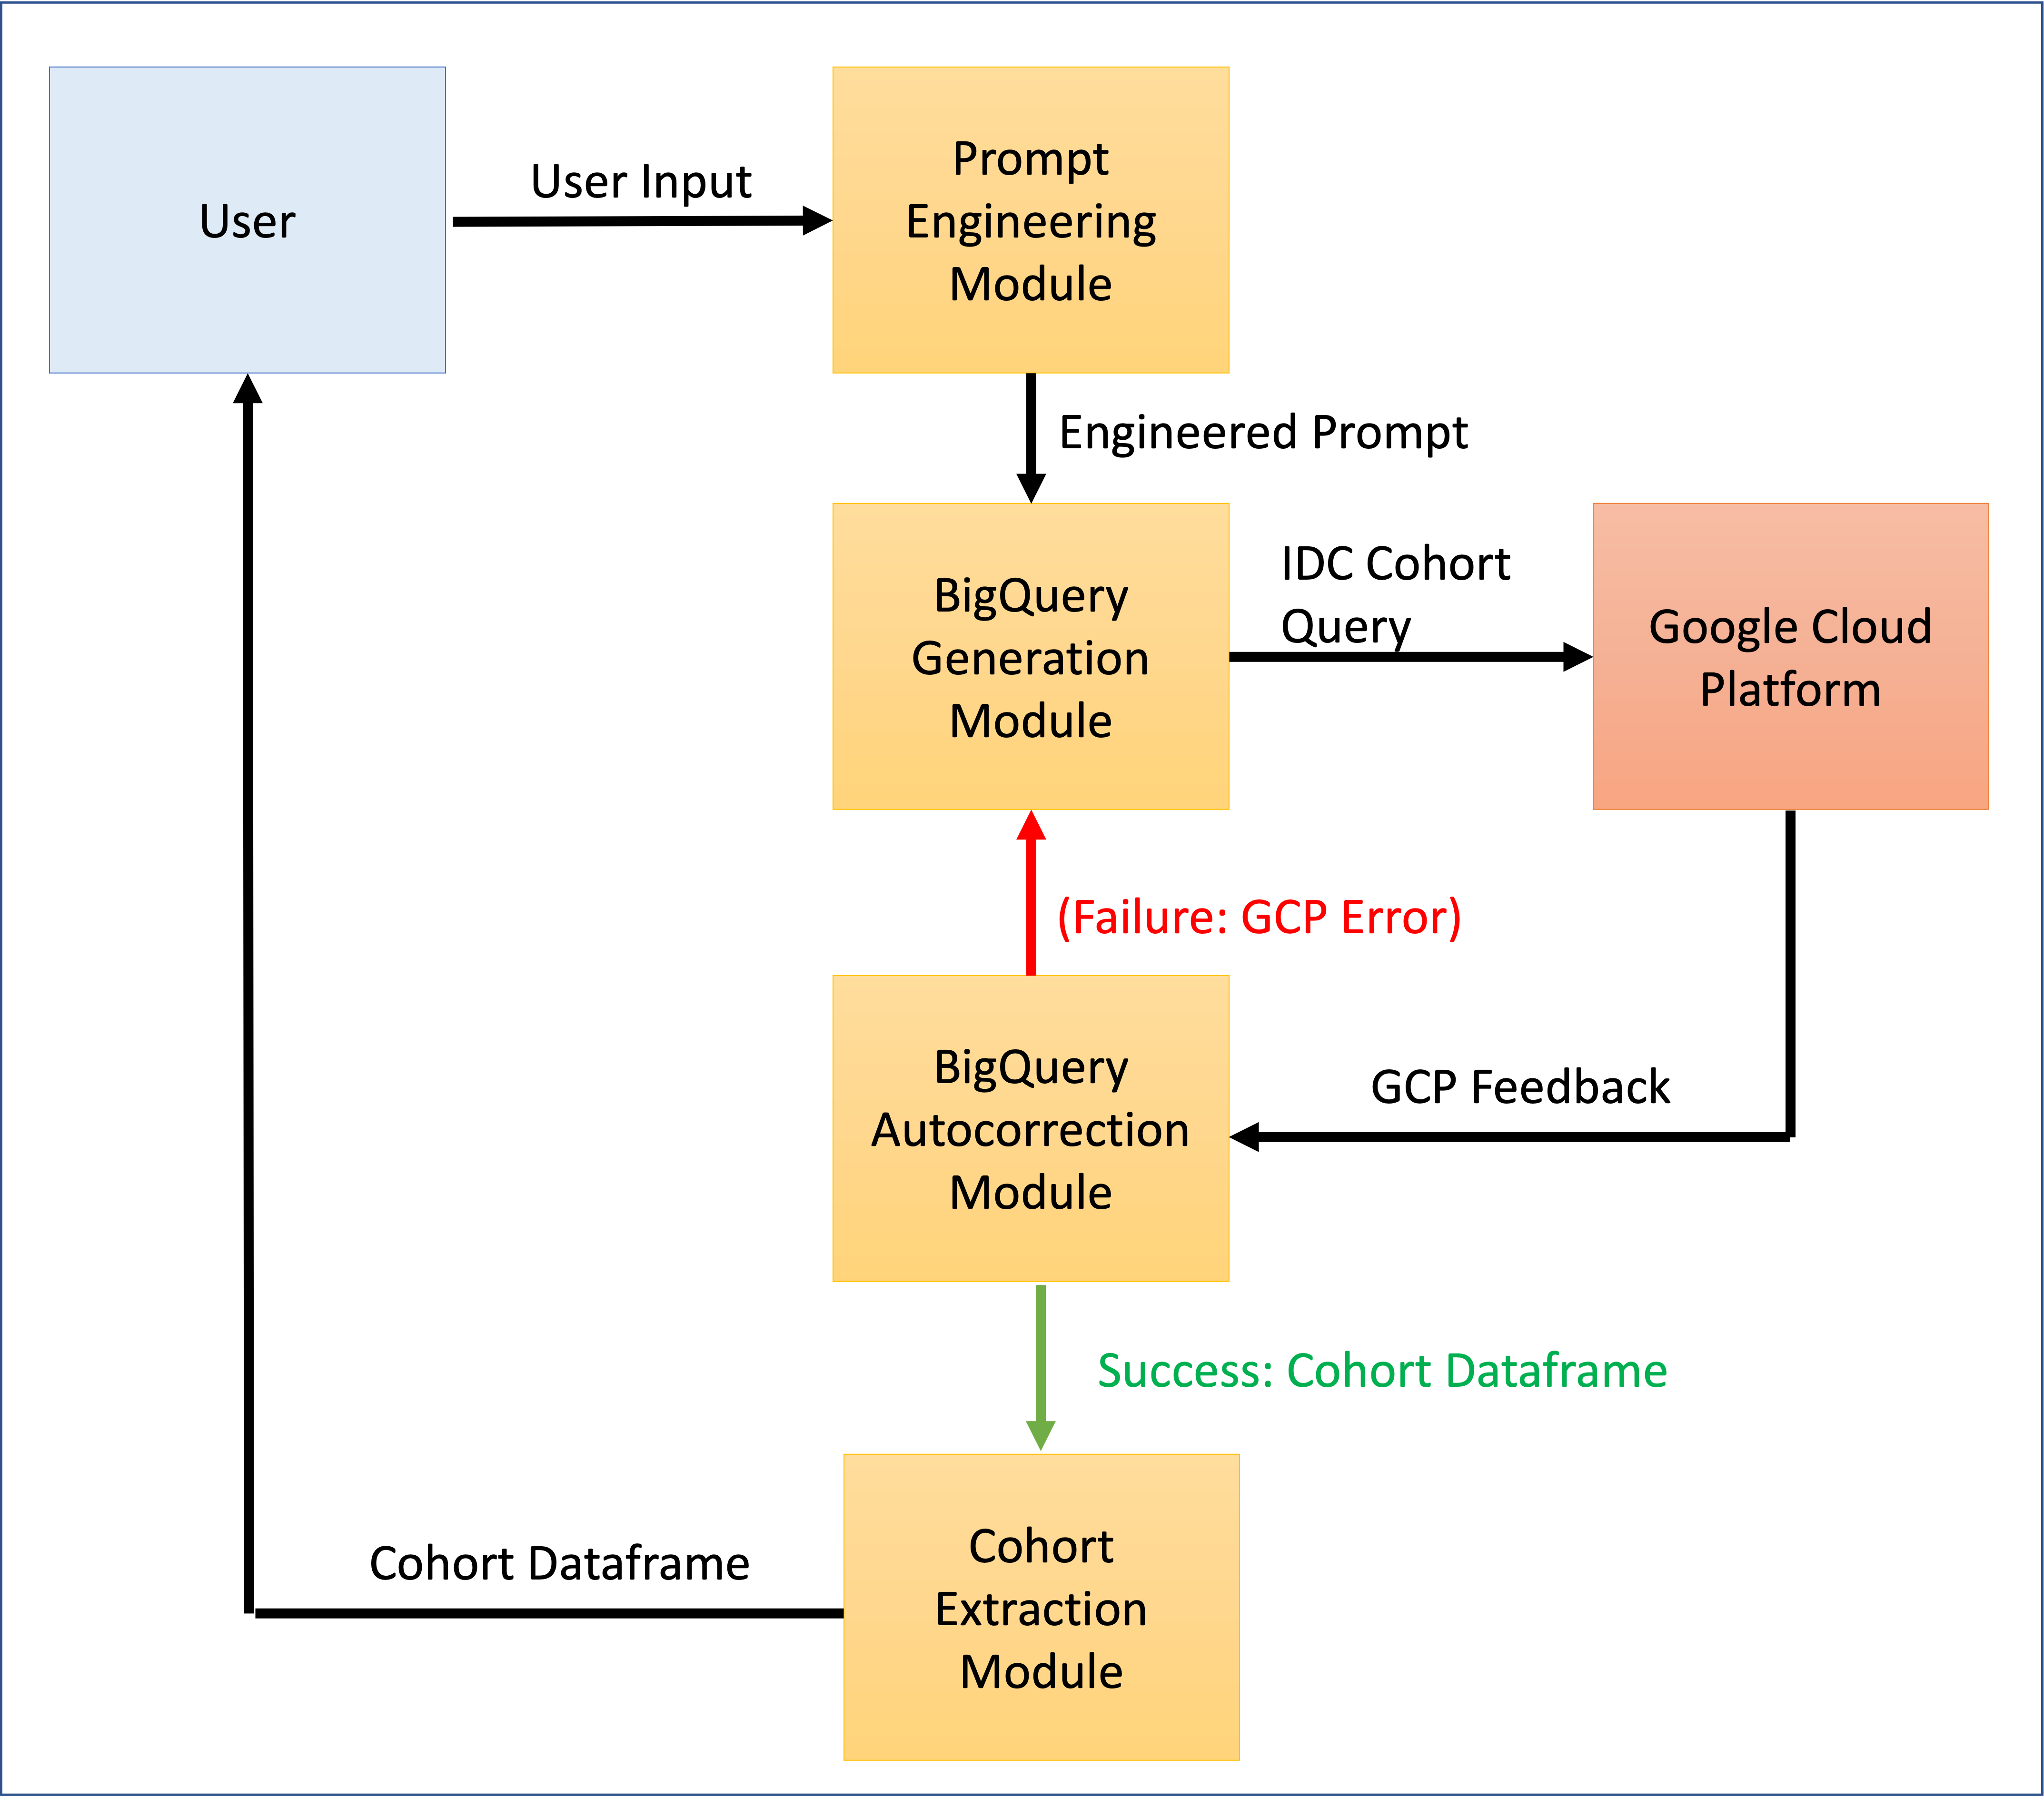 User
User Input
Prompt
Engineering
Module
Engineered Prompt
BigQuery
Generation
Module
IDC Cohort
Query
Google Cloud
Platform
(Failure: GCP Error)
BigQuery
Autocorrection
Module
GCP Feedback
Success: Cohort Dataframe
Cohort Dataframe
Cohort
Extraction
Module